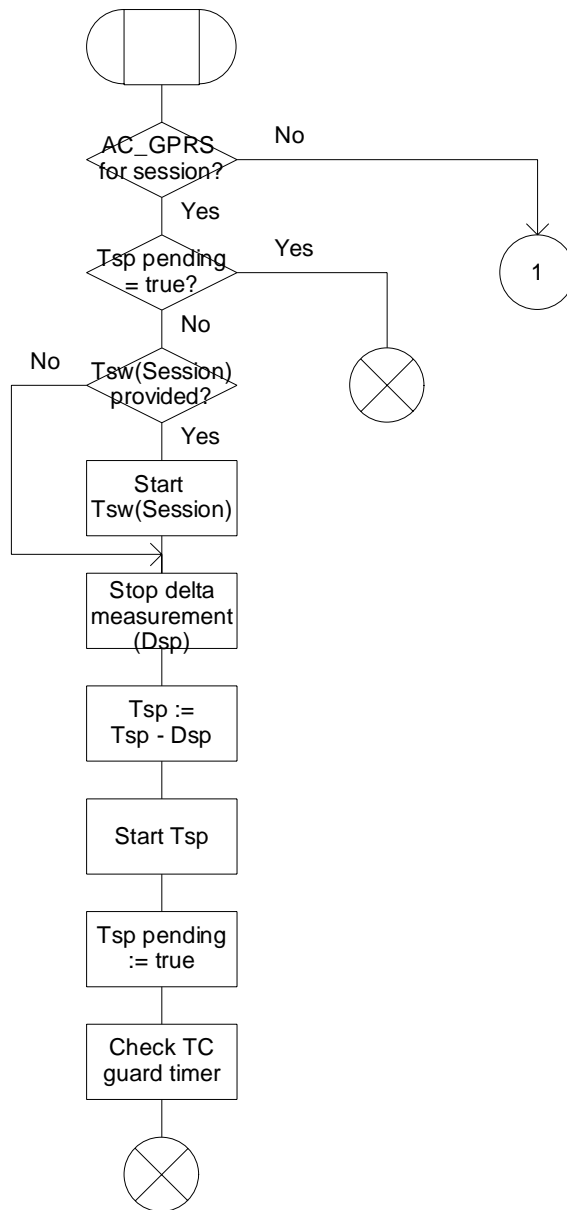 AC_GPRS
for session?
No
Yes
Tsp pending
= true?
Yes
1
No
No
Tsw(Session)
provided?
Yes
Start
Tsw(Session)
Stop delta
measurement
(Dsp)
Tsp :=
Tsp - Dsp
Start Tsp
Tsp pending
:= true
Check TC
guard timer